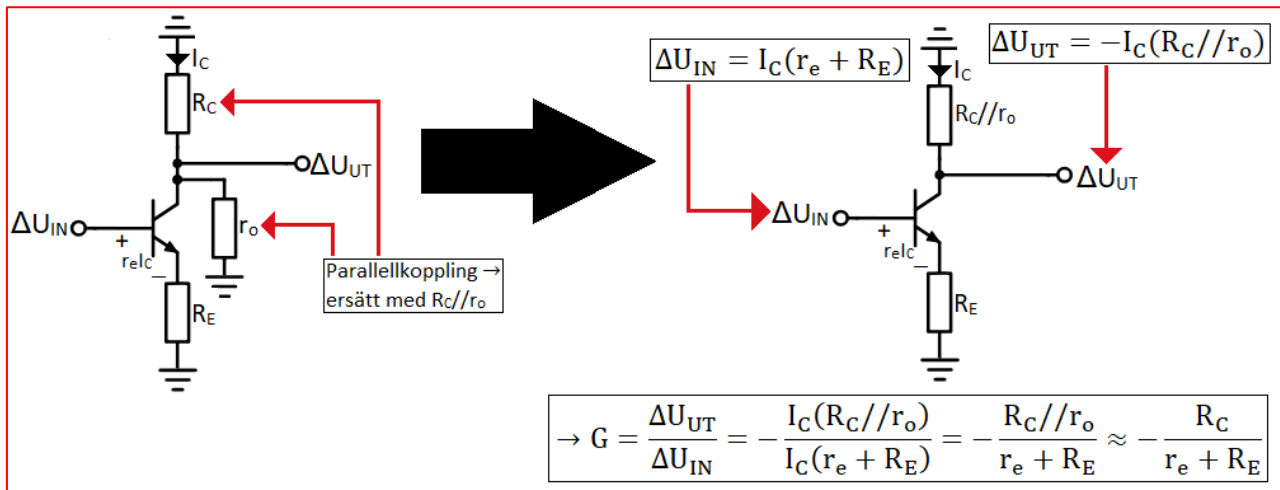 I_C
R_C
ΔU_UT
ΔU_IN
r_o
+
r_eI_C
−
R_E
Parallellkoppling →
ersätt med R_C//r_o
ΔU_IN = I_C(r_e + R_E)
ΔU_UT = −I_C(R_C//r_o)
I_C
R_C//r_o
ΔU_UT
ΔU_IN
+
r_eI_C
−
R_E
→ G = ΔU_UT/ΔU_IN = −I_C(R_C//r_o)/I_C(r_e + R_E) = −R_C//r_o/r_e + R_E ≈ −R_C/r_e + R_E